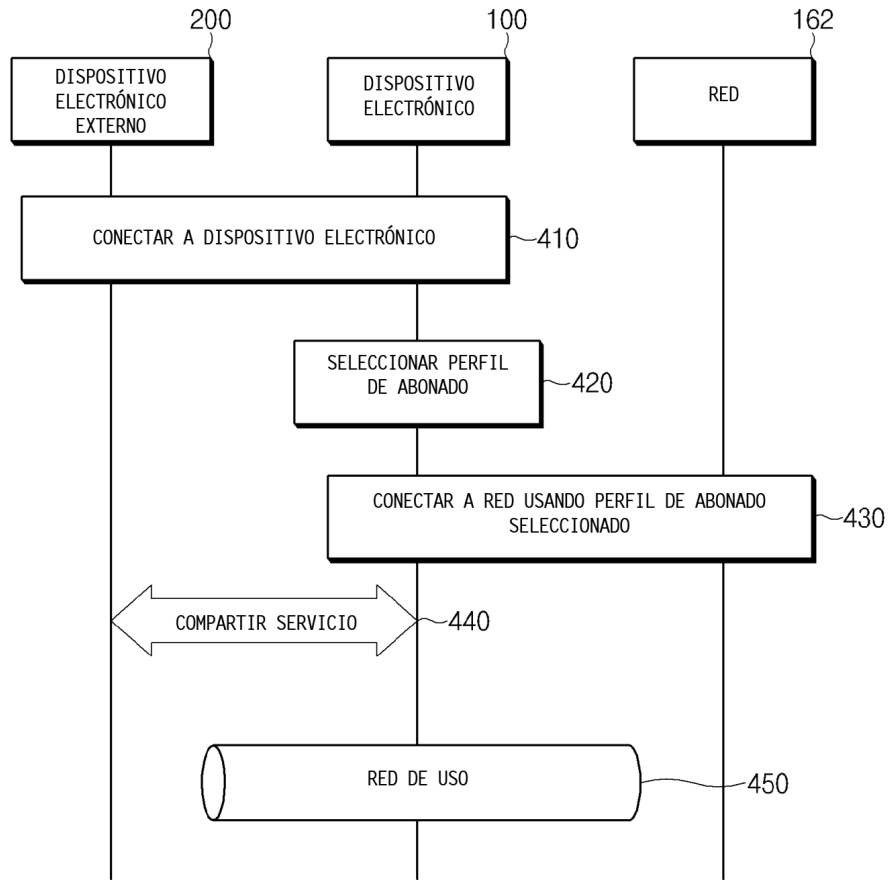 200
100
162
DISPOSITIVO
ELECTRÓNICO
EXTERNO
DISPOSITIVO
ELECTRÓNICO
RED
CONECTAR A DISPOSITIVO ELECTRÓNICO
410
SELECCIONAR PERFIL
DE ABONADO
420
CONECTAR A RED USANDO PERFIL DE ABONADO
SELECCIONADO
430
COMPARTIR SERVICIO
440
RED DE USO
450